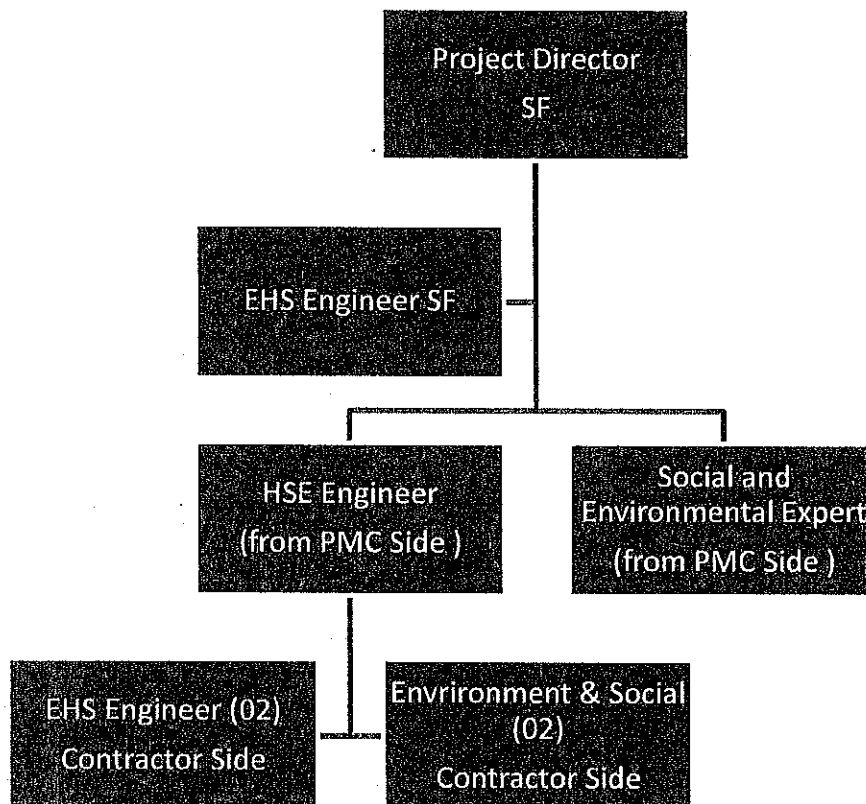 Project Director
SF
EHS Engineer SF
HSE Engineer
(from PMC Side )
Social and
Environmental Expert
(from PMC Side )
EHS Engineer (02)
Contractor Side
Envrironment & Social
(02)
Contractor Side